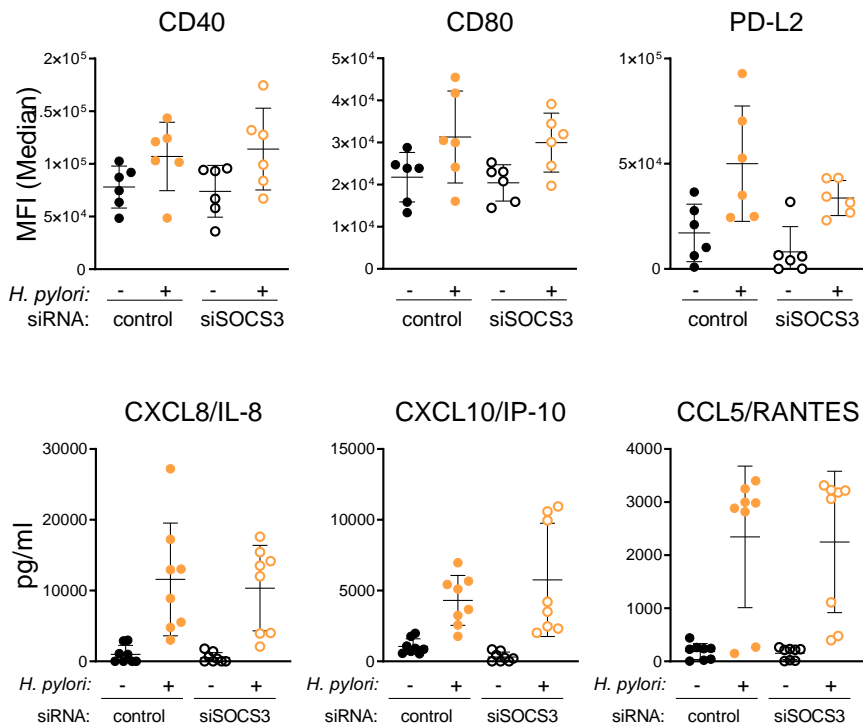 CD40 CD80 PD-L2
MFI (Median)
2×10⁵ 5×10⁴ 1×10⁵
4×10⁴
1.5×10⁵
3×10⁴
1×10⁵ 5×10⁴
2×10⁴
5×10⁴
1×10⁴
0 0 0
H. pylori: - + - + - + - + - + - +
siRNA: control siSOCS3 control siSOCS3 control siSOCS3
CXCL8/IL-8 CXCL10/IP-10 CCL5/RANTES
pg/ml
30000 15000 4000
3000
20000 10000
2000
10000 5000
1000
0 0 0
H. pylori: - + - + H. pylori: - + - + H. pylori: - + - +
siRNA: control siSOCS3 siRNA: control siSOCS3 siRNA: control siSOCS3